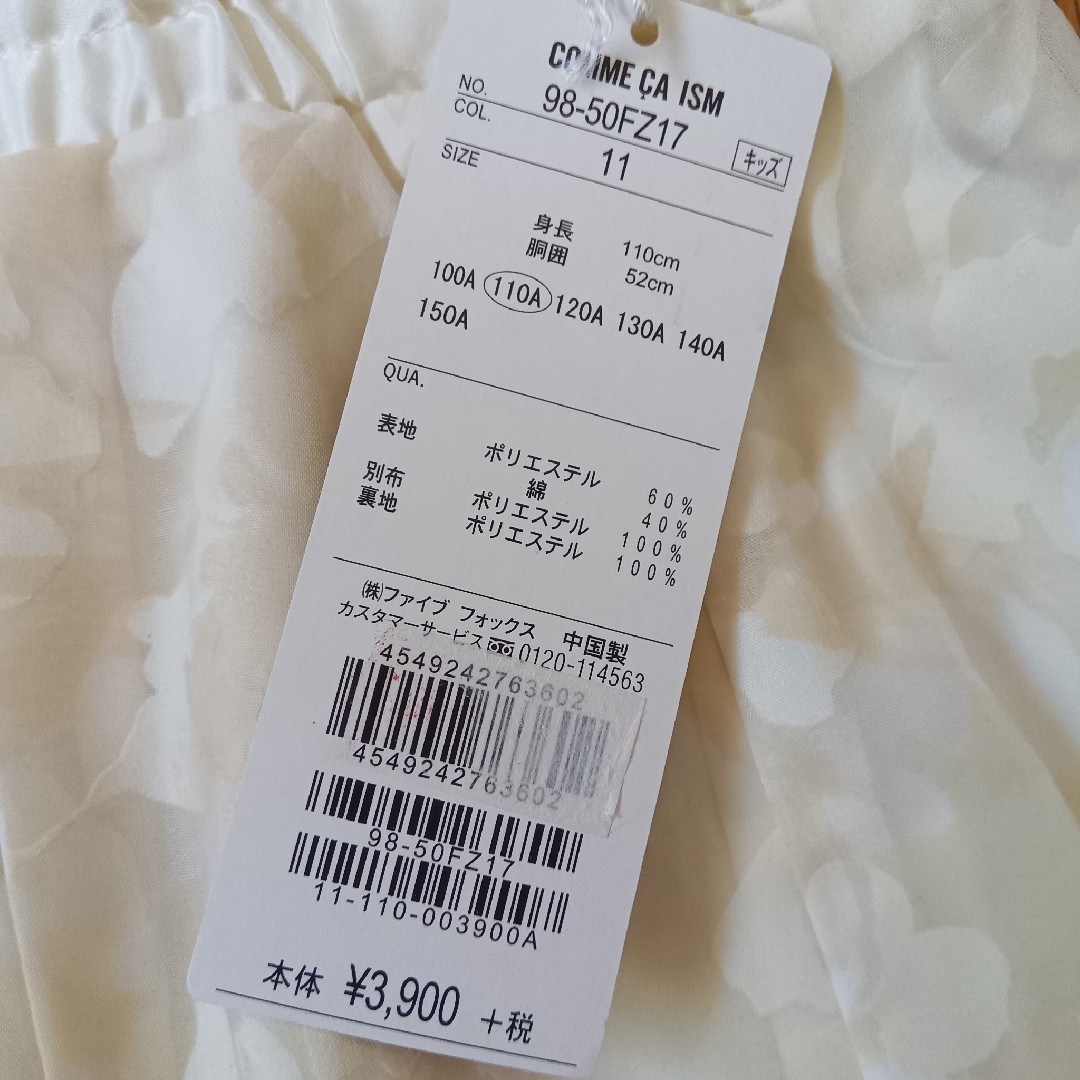 COMME ÇA ISM
NO. 98-50FZ17
COL. 11 キッズ
SIZE
身長 110cm
胴囲 52cm
100A 110A 120A 130A 140A
150A
QUA.
表地 ポリエステル 60%
綿 40%
別布 ポリエステル 100%
裏地 ポリエステル 100%
㈱ファイブ フォックス 中国製
カスタマーサービス 0120-114563
4549242763602
4549242763602
98-50FZ17
11-110-003900A
本体 ¥3,900 +税